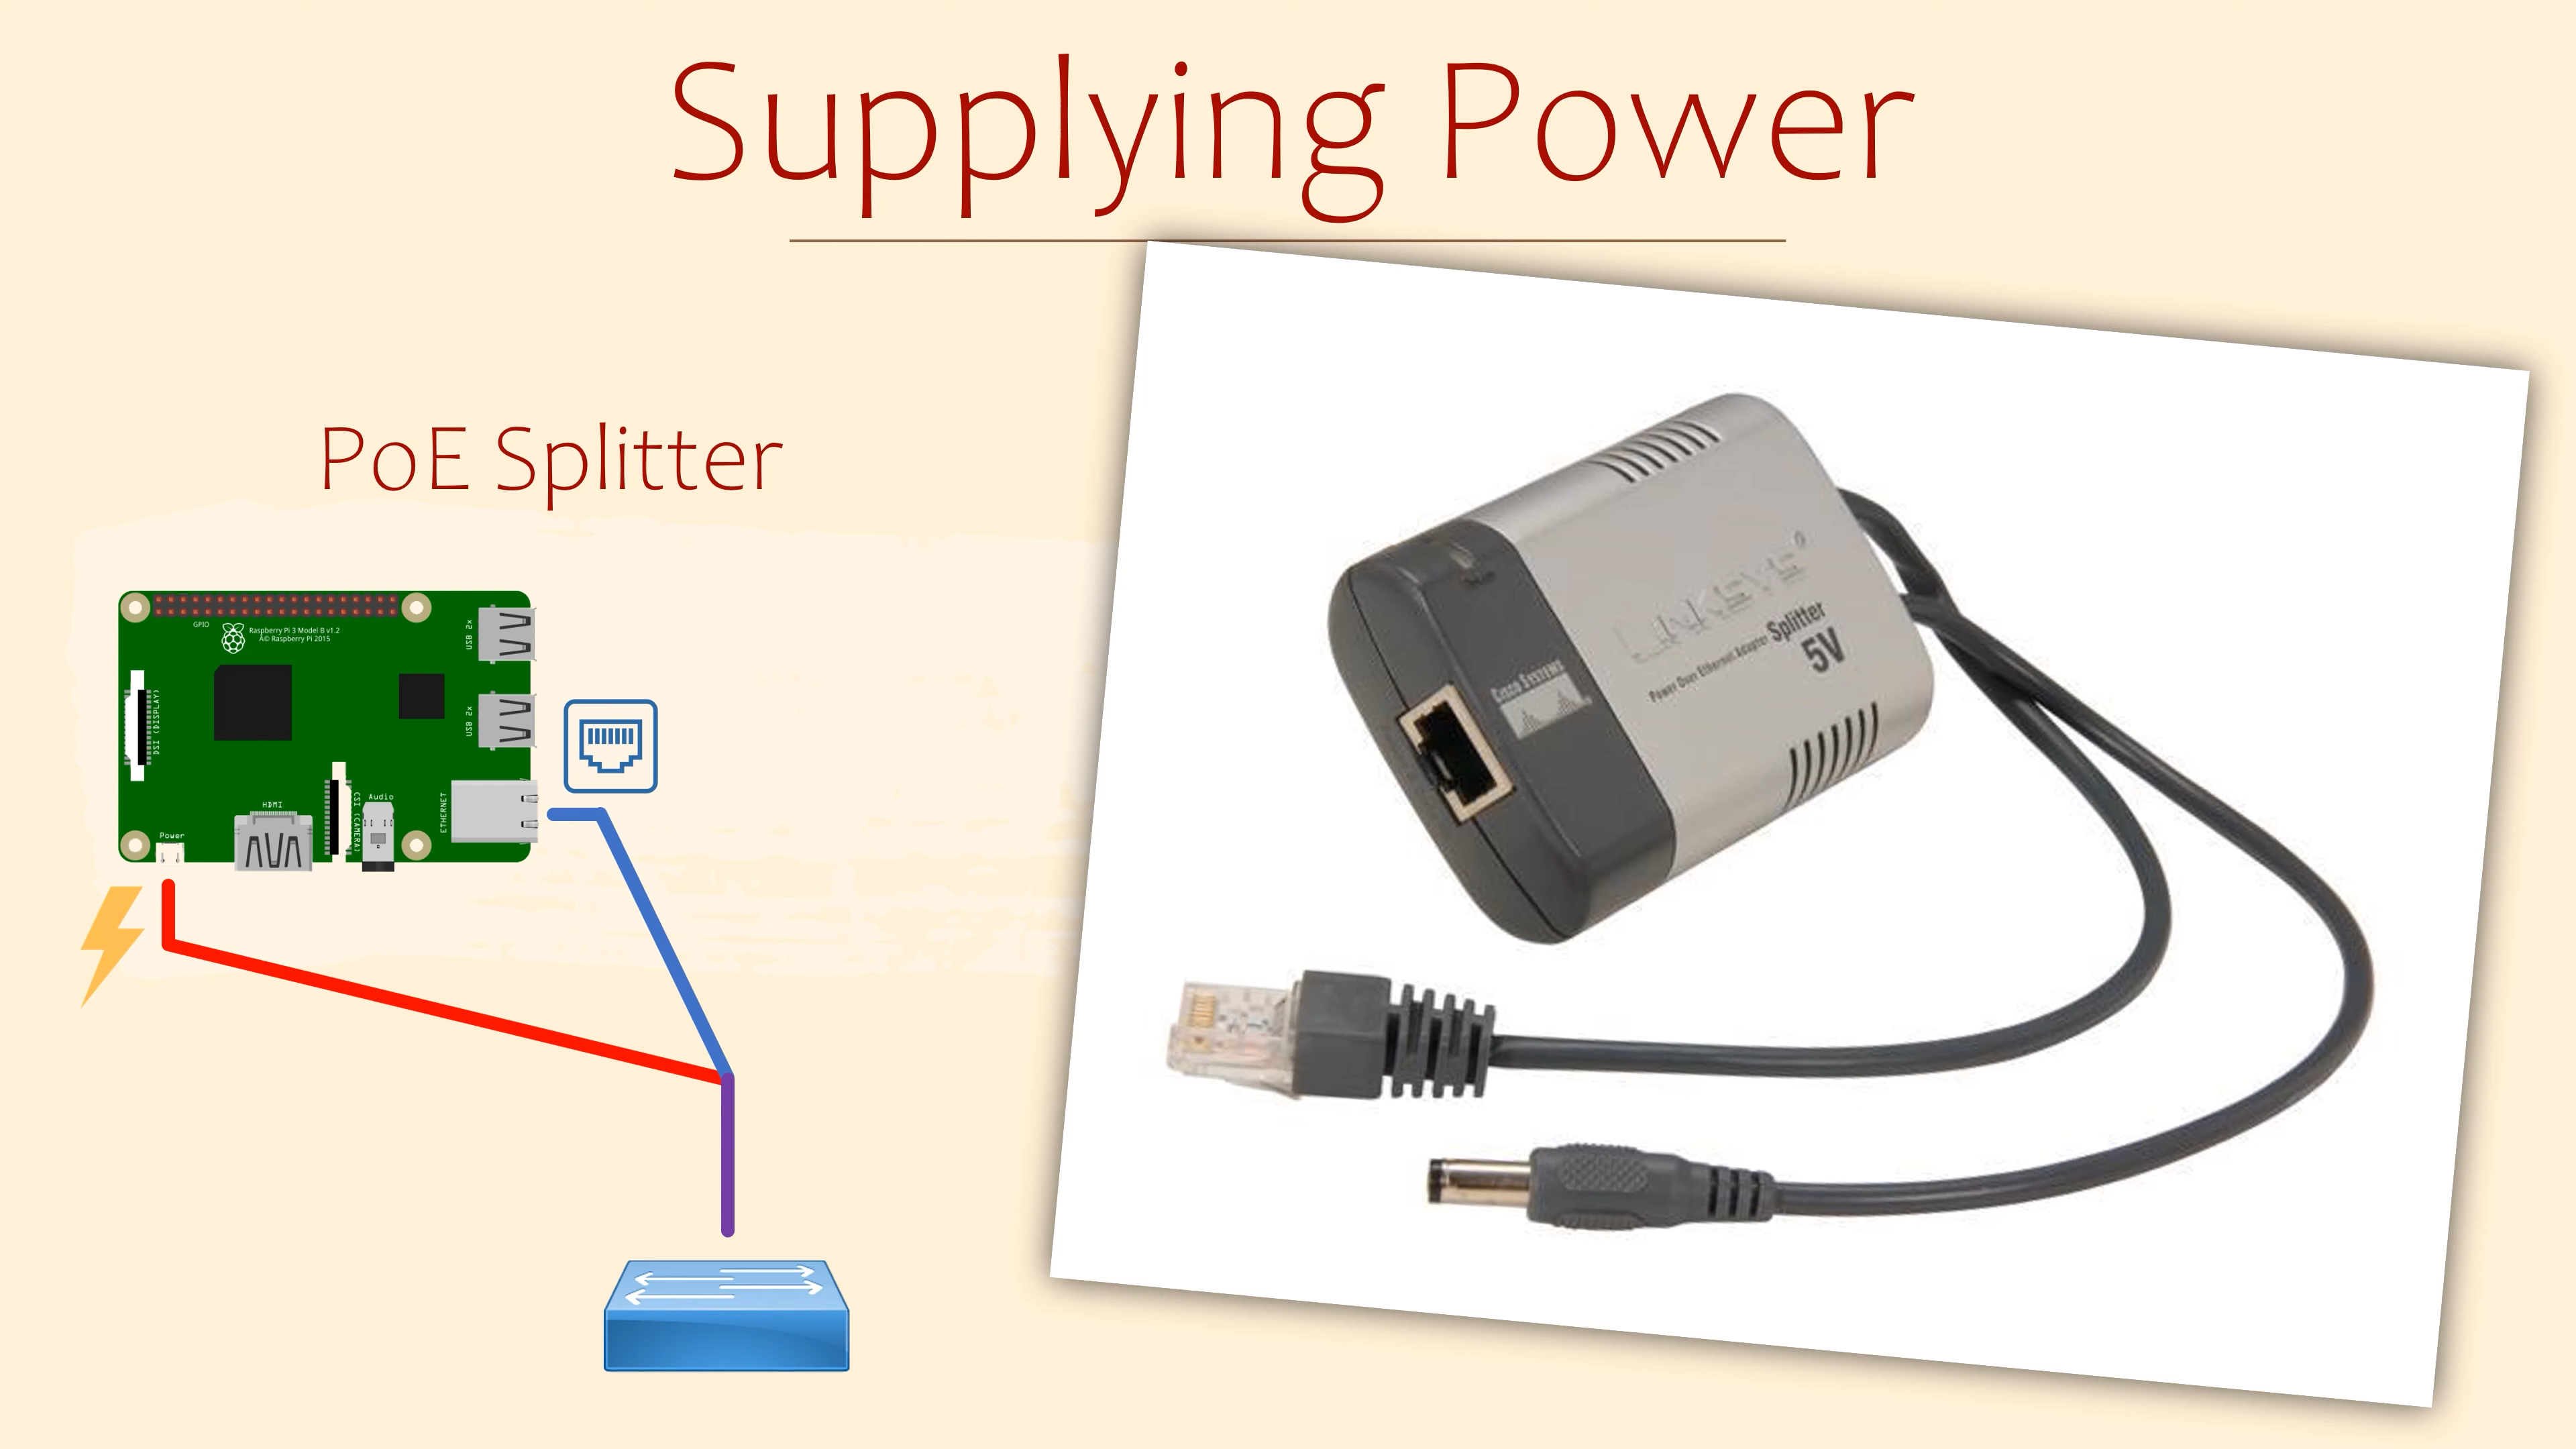 Supplying Power
PoE Splitter
GPIO
Raspberry Pi 3 Model B v1.2
Â© Raspberry Pi 2015
USB 2x
DSI (DISPLAY)
USB 2x
HDMI
CSI (CAMERA)
Audio
ETHERNET
Power
LINKSYS®
Power Over Ethernet Adapter Splitter
5V
CISCO SYSTEMS